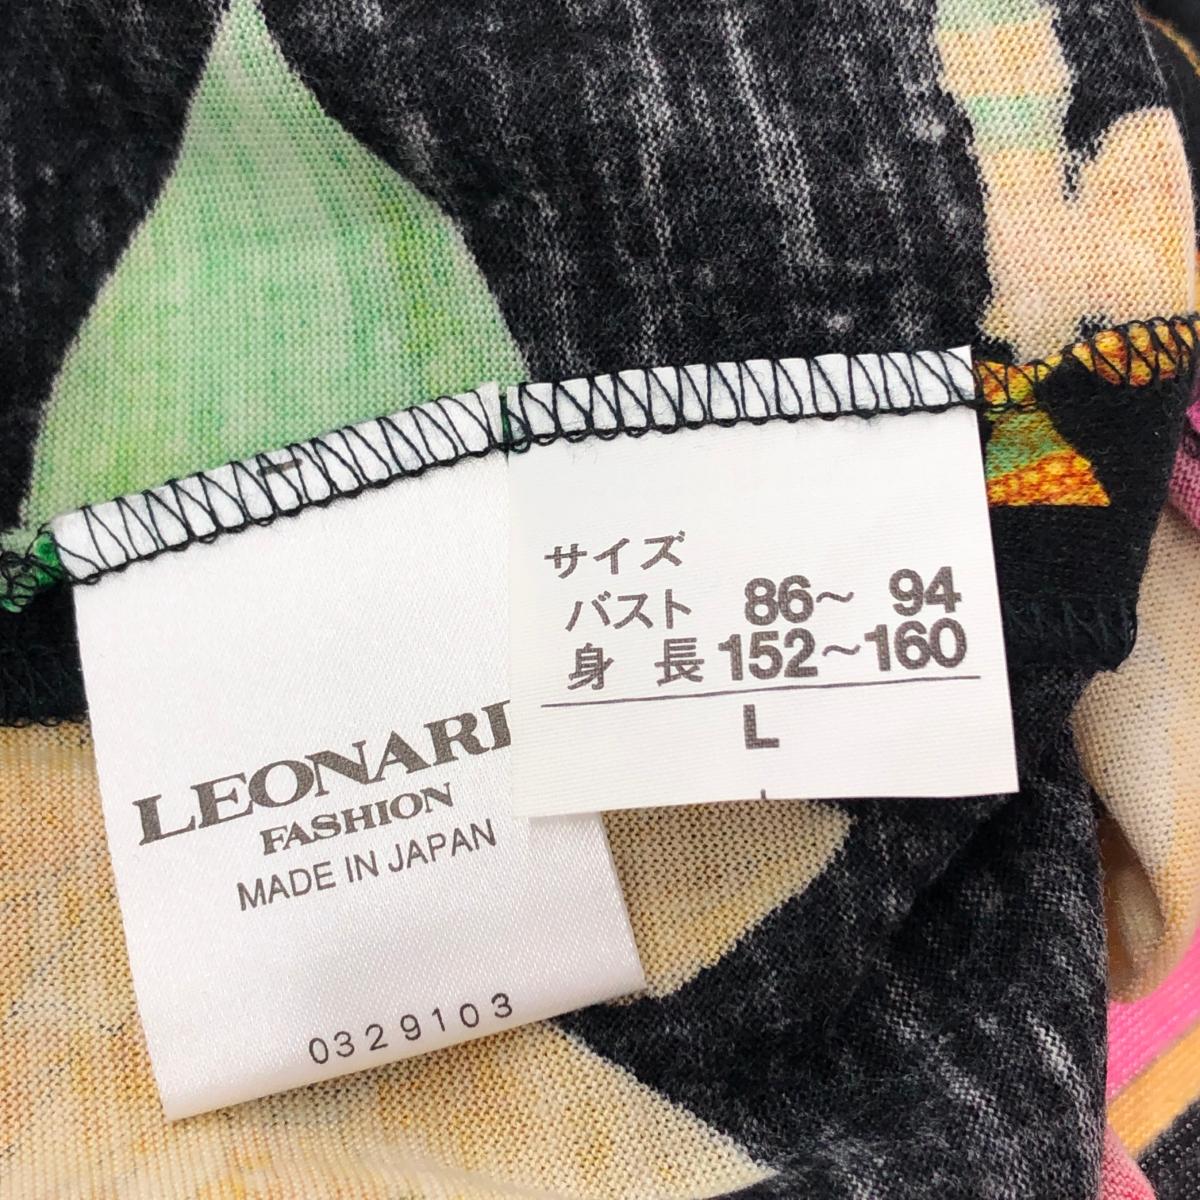 LEONARD
FASHION
MADE IN JAPAN
0329103
サイズ
バスト 86～ 94
身 長 152～160
L